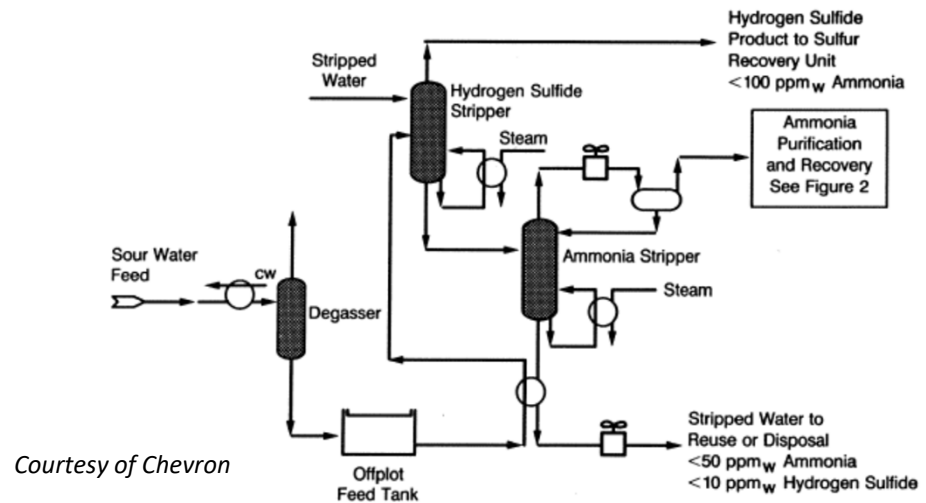 Hydrogen Sulfide
Product to Sulfur
Recovery Unit
<100 ppmw Ammonia
Stripped
Water
Hydrogen Sulfide
Stripper
Steam
Ammonia
Purification
and Recovery
See Figure 2
Sour Water
Feed
CW
Degasser
Ammonia Stripper
Steam
Offplot
Feed Tank
Stripped Water to
Reuse or Disposal
<50 ppmw Ammonia
<10 ppmw Hydrogen Sulfide
Courtesy of Chevron